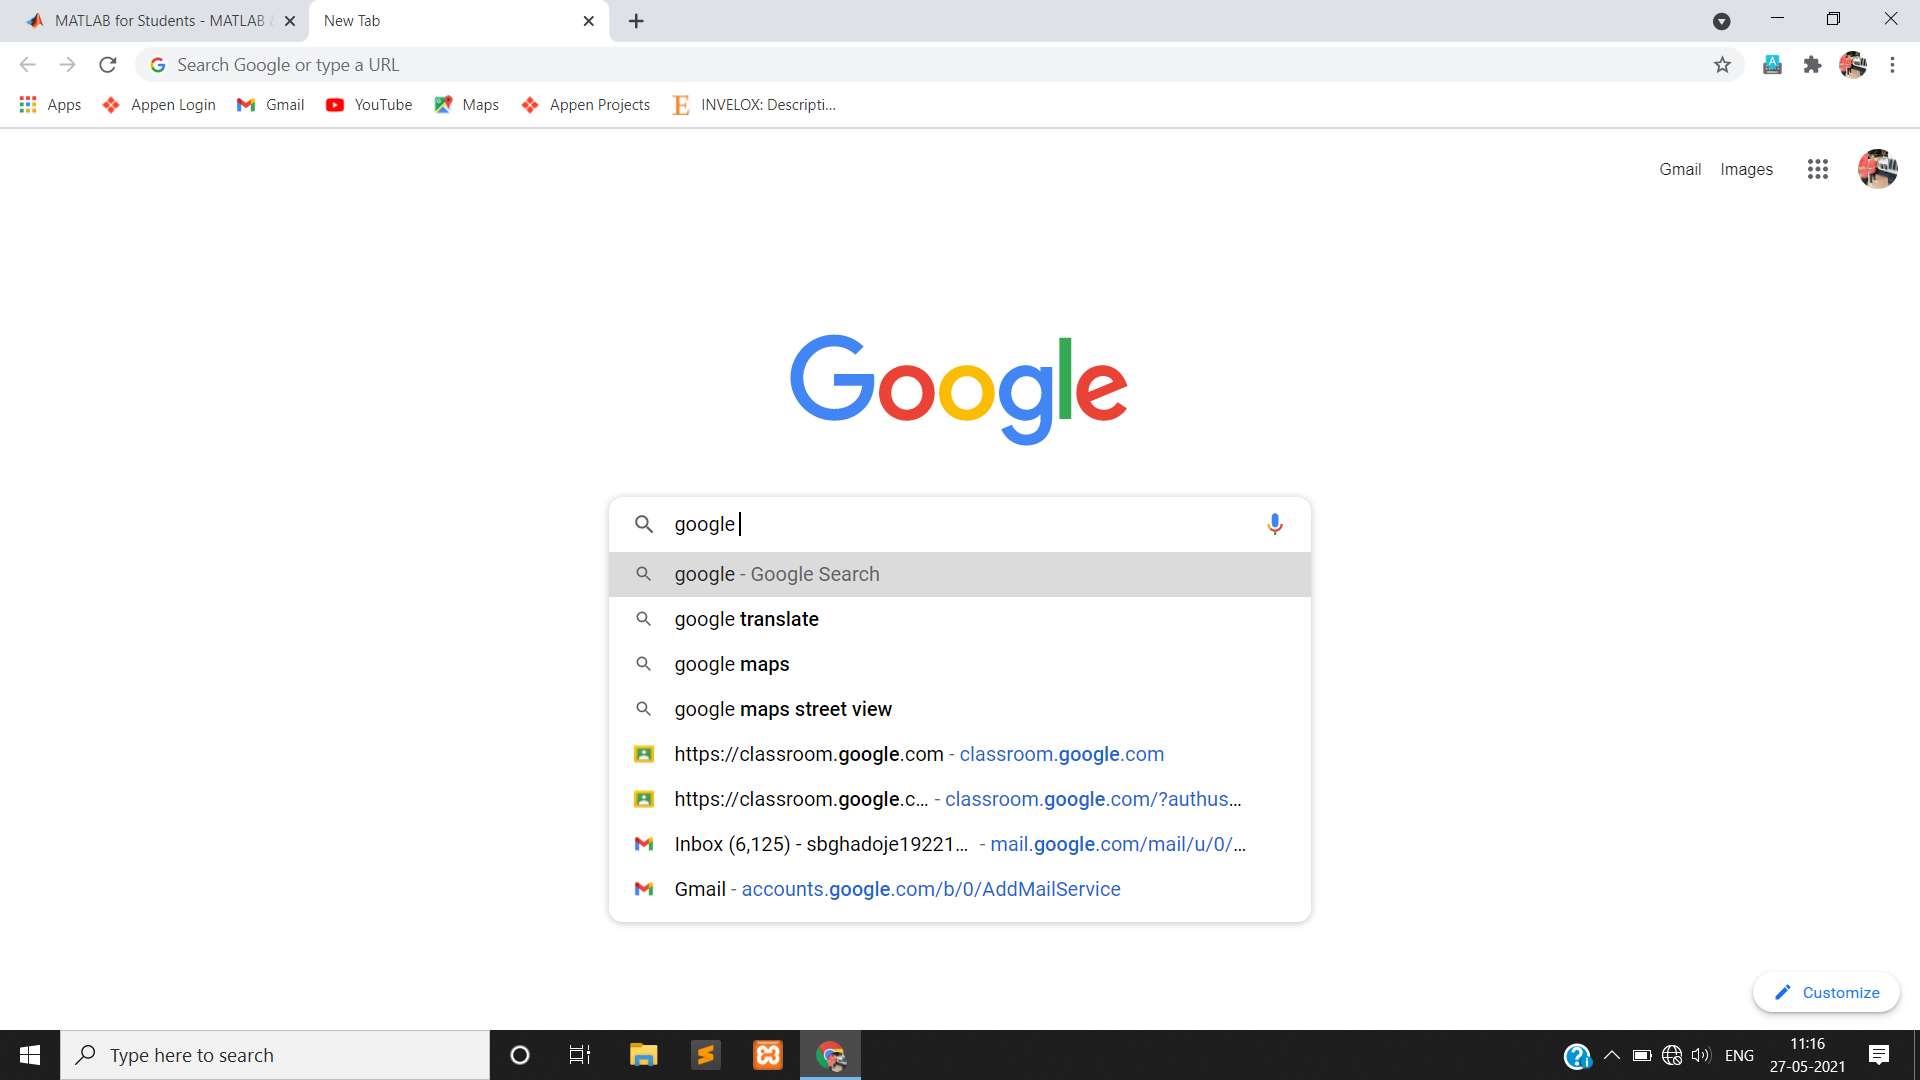 MATLAB for Students - MATLAB
New Tab
Search Google or type a URL
Apps
Appen Login
Gmail
YouTube
Maps
Appen Projects
INVELOX: Descripti...
Gmail
Images
Google
google
google - Google Search
google translate
google maps
google maps street view
https://classroom.google.com - classroom.google.com
https://classroom.google.c... - classroom.google.com/?authus...
Inbox (6,125) - sbghadoje19221... - mail.google.com/mail/u/0/...
Gmail - accounts.google.com/b/0/AddMailService
Customize
Type here to search
ENG
11:16
27-05-2021